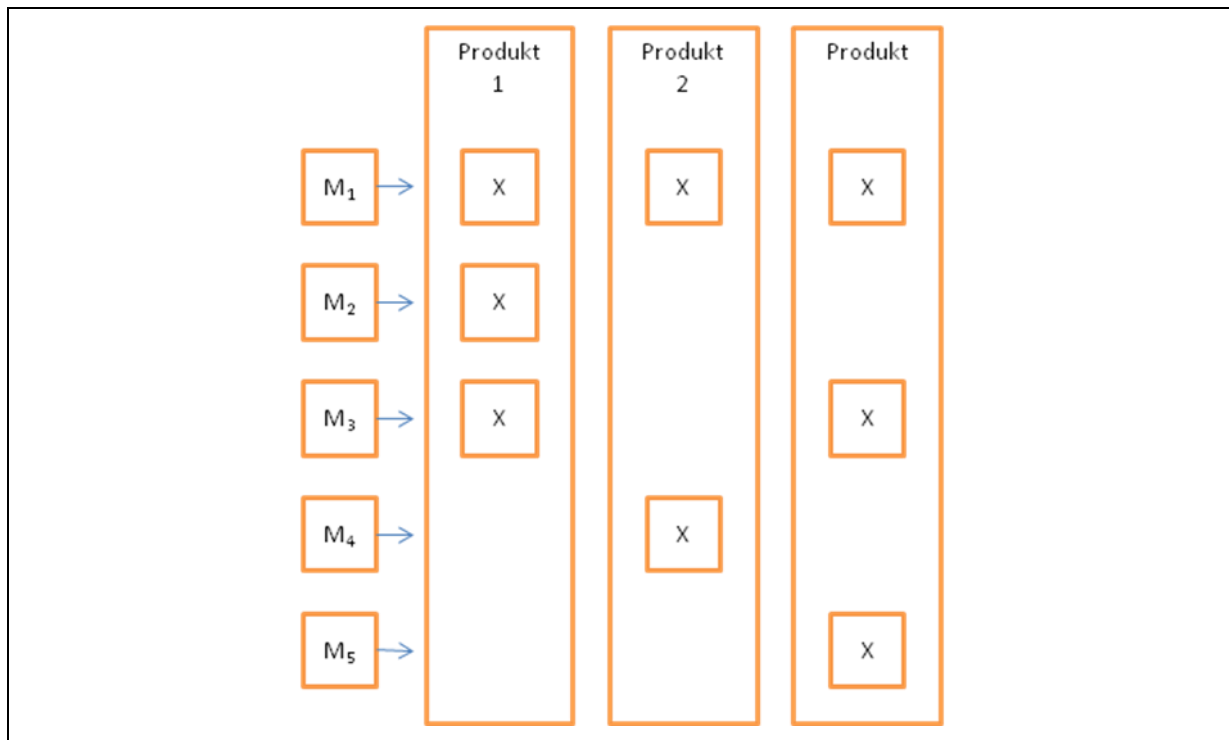 Produkt
1
Produkt
2
Produkt
M₁ X X X
M₂ X
M₃ X X
M₄ X
M₅ X